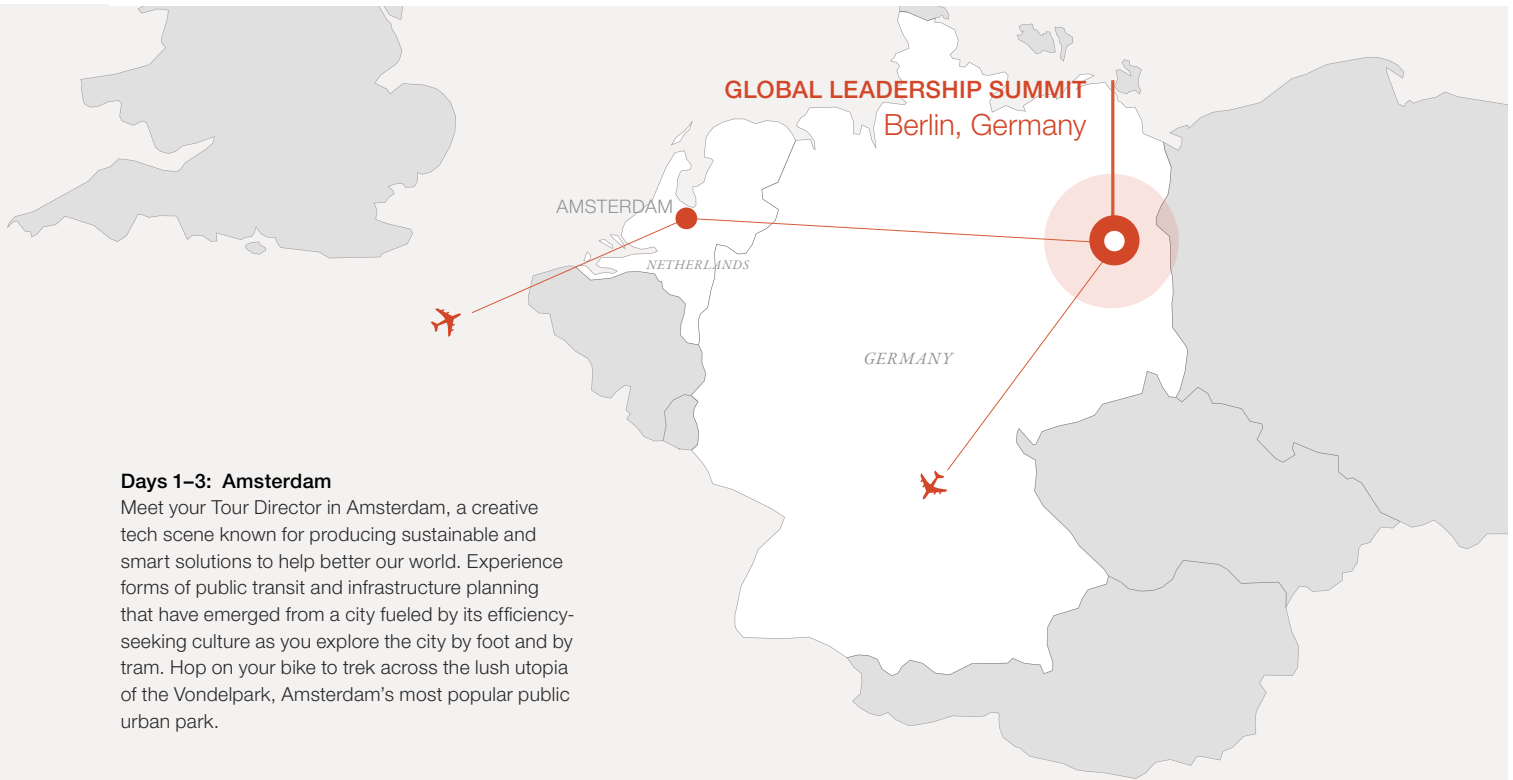 GLOBAL LEADERSHIP SUMMIT
Berlin, Germany
AMSTERDAM
NETHERLANDS
GERMANY
Days 1–3:  Amsterdam
Meet your Tour Director in Amsterdam, a creative
tech scene known for producing sustainable and
smart solutions to help better our world. Experience
forms of public transit and infrastructure planning
that have emerged from a city fueled by its efficiency-
seeking culture as you explore the city by foot and by
tram. Hop on your bike to trek across the lush utopia
of the Vondelpark, Amsterdam’s most popular public
urban park.